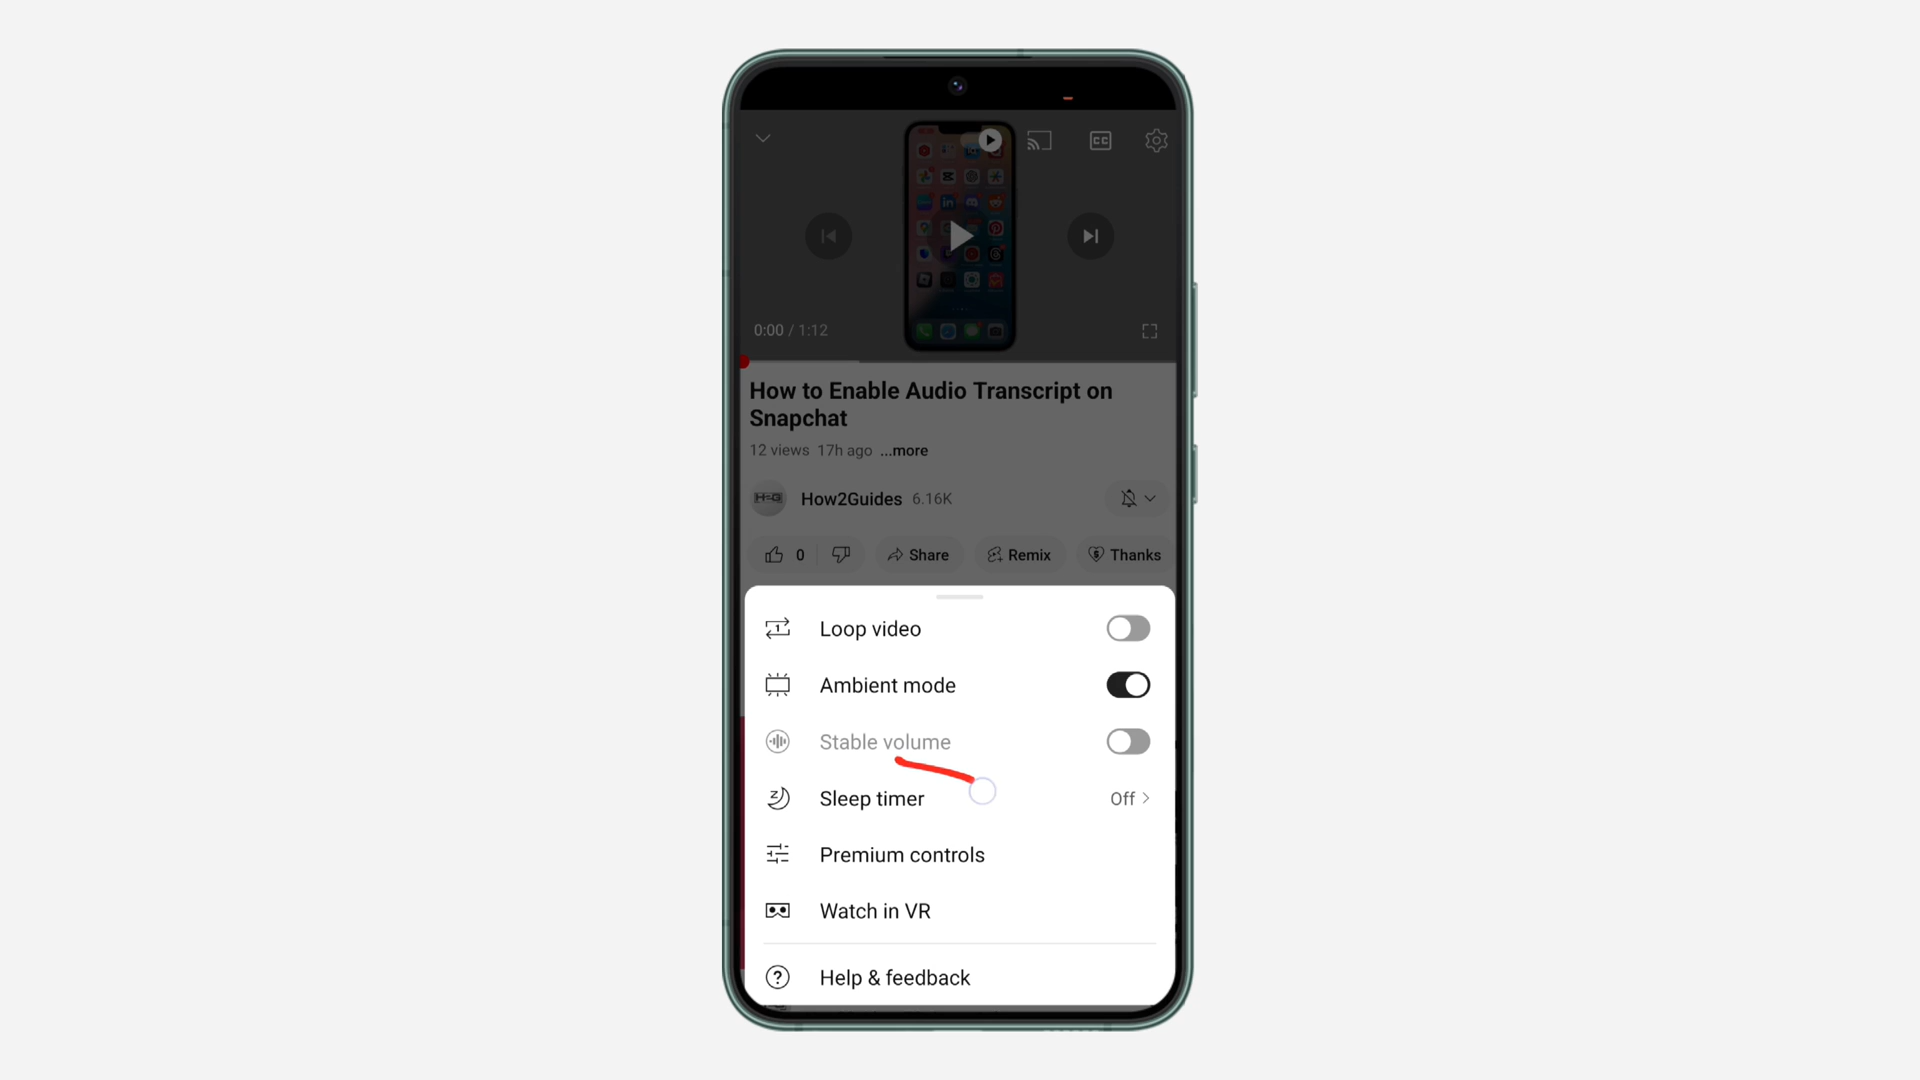 CC
0:00 / 1:12
How to Enable Audio Transcript on
Snapchat
12 views 17h ago ...more
How2Guides 6.16K
0
Share
Remix
Thanks
Loop video
Ambient mode
Stable volume
Sleep timer
Off
Premium controls
Watch in VR
Help & feedback